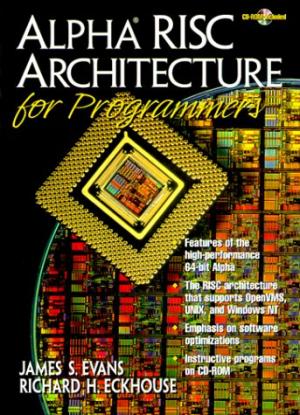 CD-ROM Included
ALPHA® RISC
ARCHITECTURE
for Programmers
Features of the
high-performance
64-bit Alpha
The RISC architecture
that supports OpenVMS,
UNIX, and Windows NT
Emphasis on software
optimizations
Instructive programs
on CD-ROM
JAMES S. EVANS
RICHARD H. ECKHOUSE